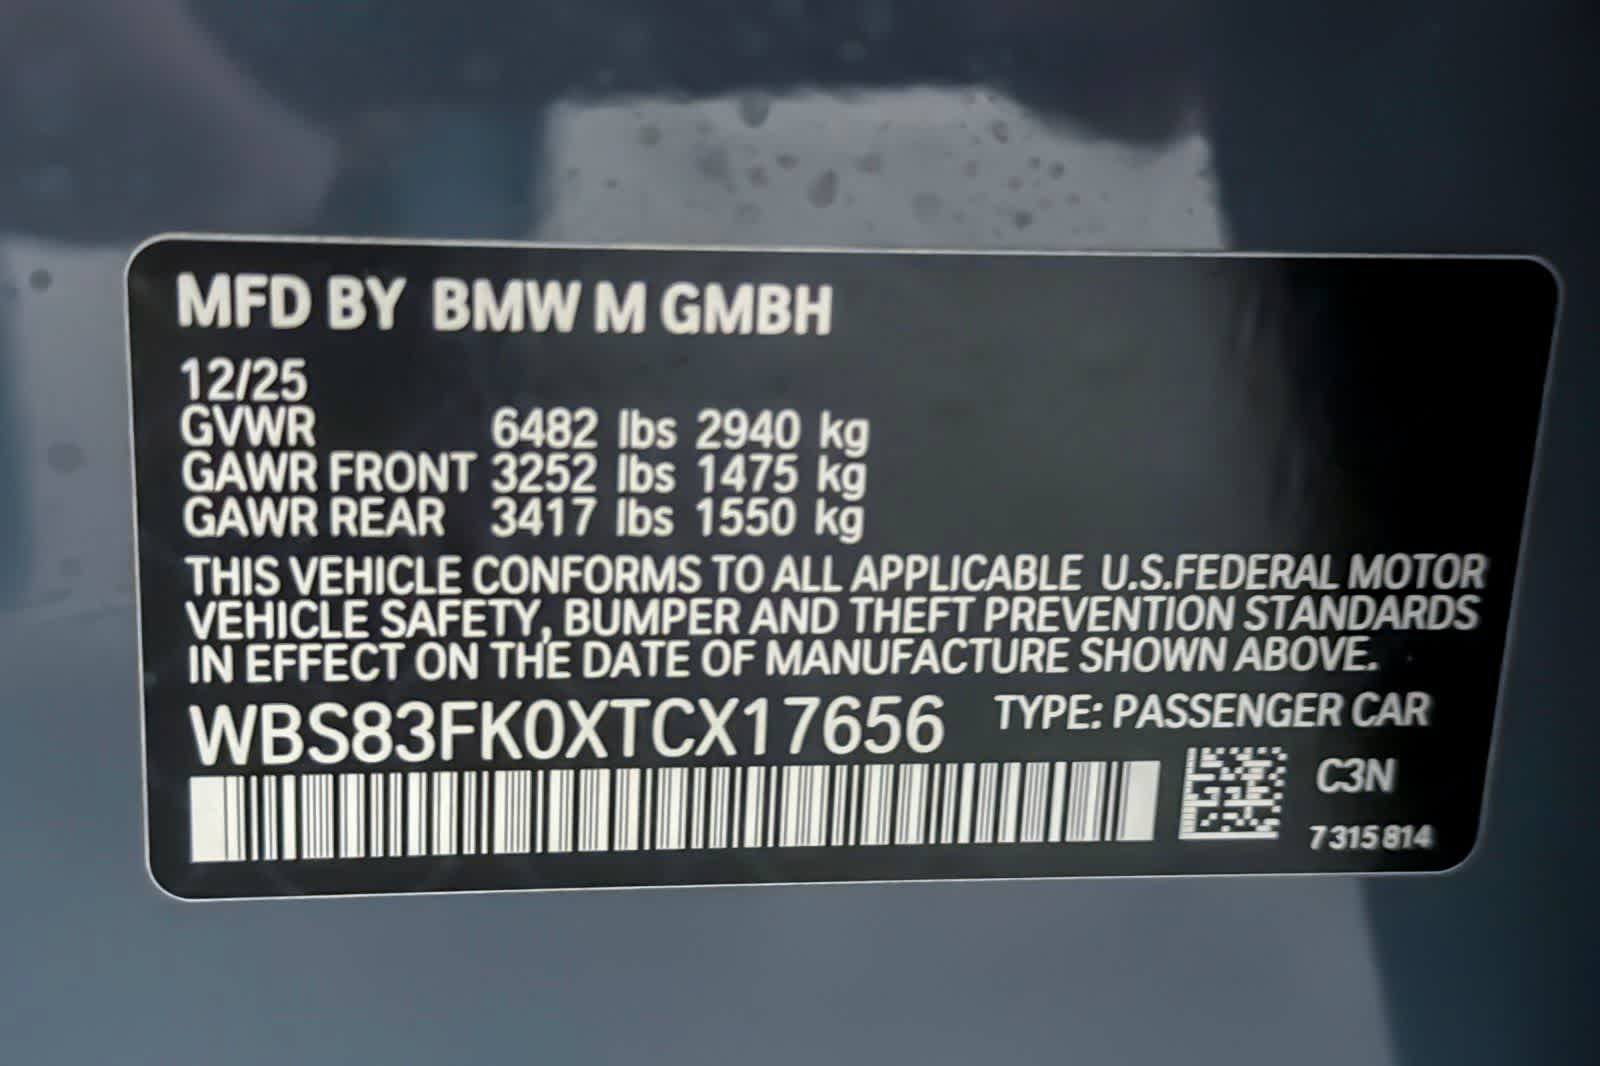 MFD BY BMW M GMBH
12/25
GVWR 6482 lbs 2940 kg
GAWR FRONT 3252 lbs 1475 kg
GAWR REAR 3417 lbs 1550 kg
THIS VEHICLE CONFORMS TO ALL APPLICABLE U.S.FEDERAL MOTOR
VEHICLE SAFETY, BUMPER AND THEFT PREVENTION STANDARDS
IN EFFECT ON THE DATE OF MANUFACTURE SHOWN ABOVE.
WBS83FK0XTCX17656 TYPE: PASSENGER CAR
C3N
7315814